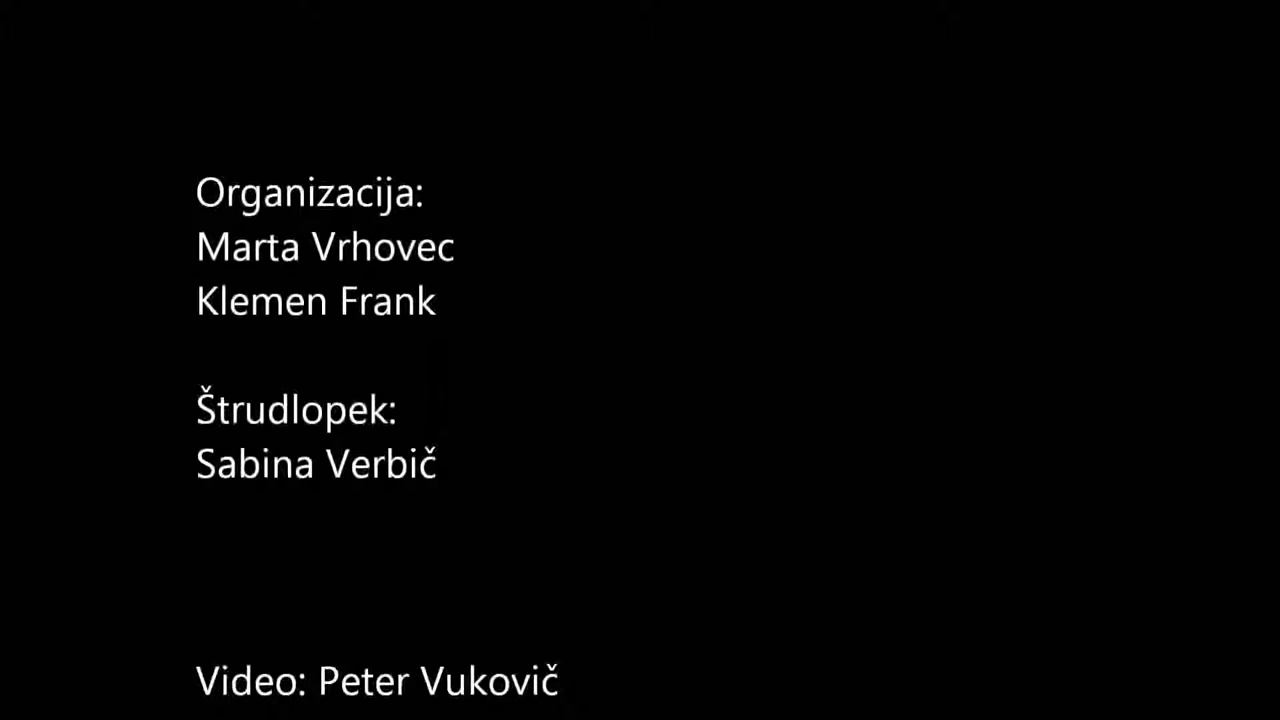 Organizacija:
Marta Vrhovec
Klemen Frank
Štrudlopek:
Sabina Verbič
Video: Peter Vukovič